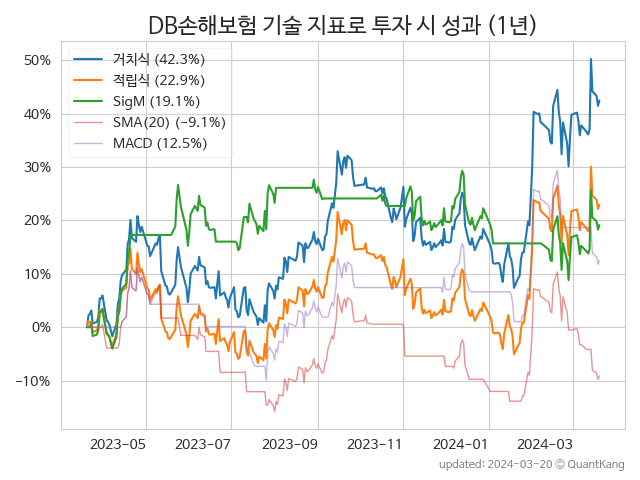 DB손해보험 기술 지표로 투자 시 성과 (1년)
거치식 (42.3%)
적립식 (22.9%)
SigM (19.1%)
SMA(20) (−9.1%)
MACD (12.5%)
50%
40%
30%
20%
10%
0%
−10%
2023-05 2023-07 2023-09 2023-11 2024-01 2024-03
updated: 2024-03-20 © QuantKang